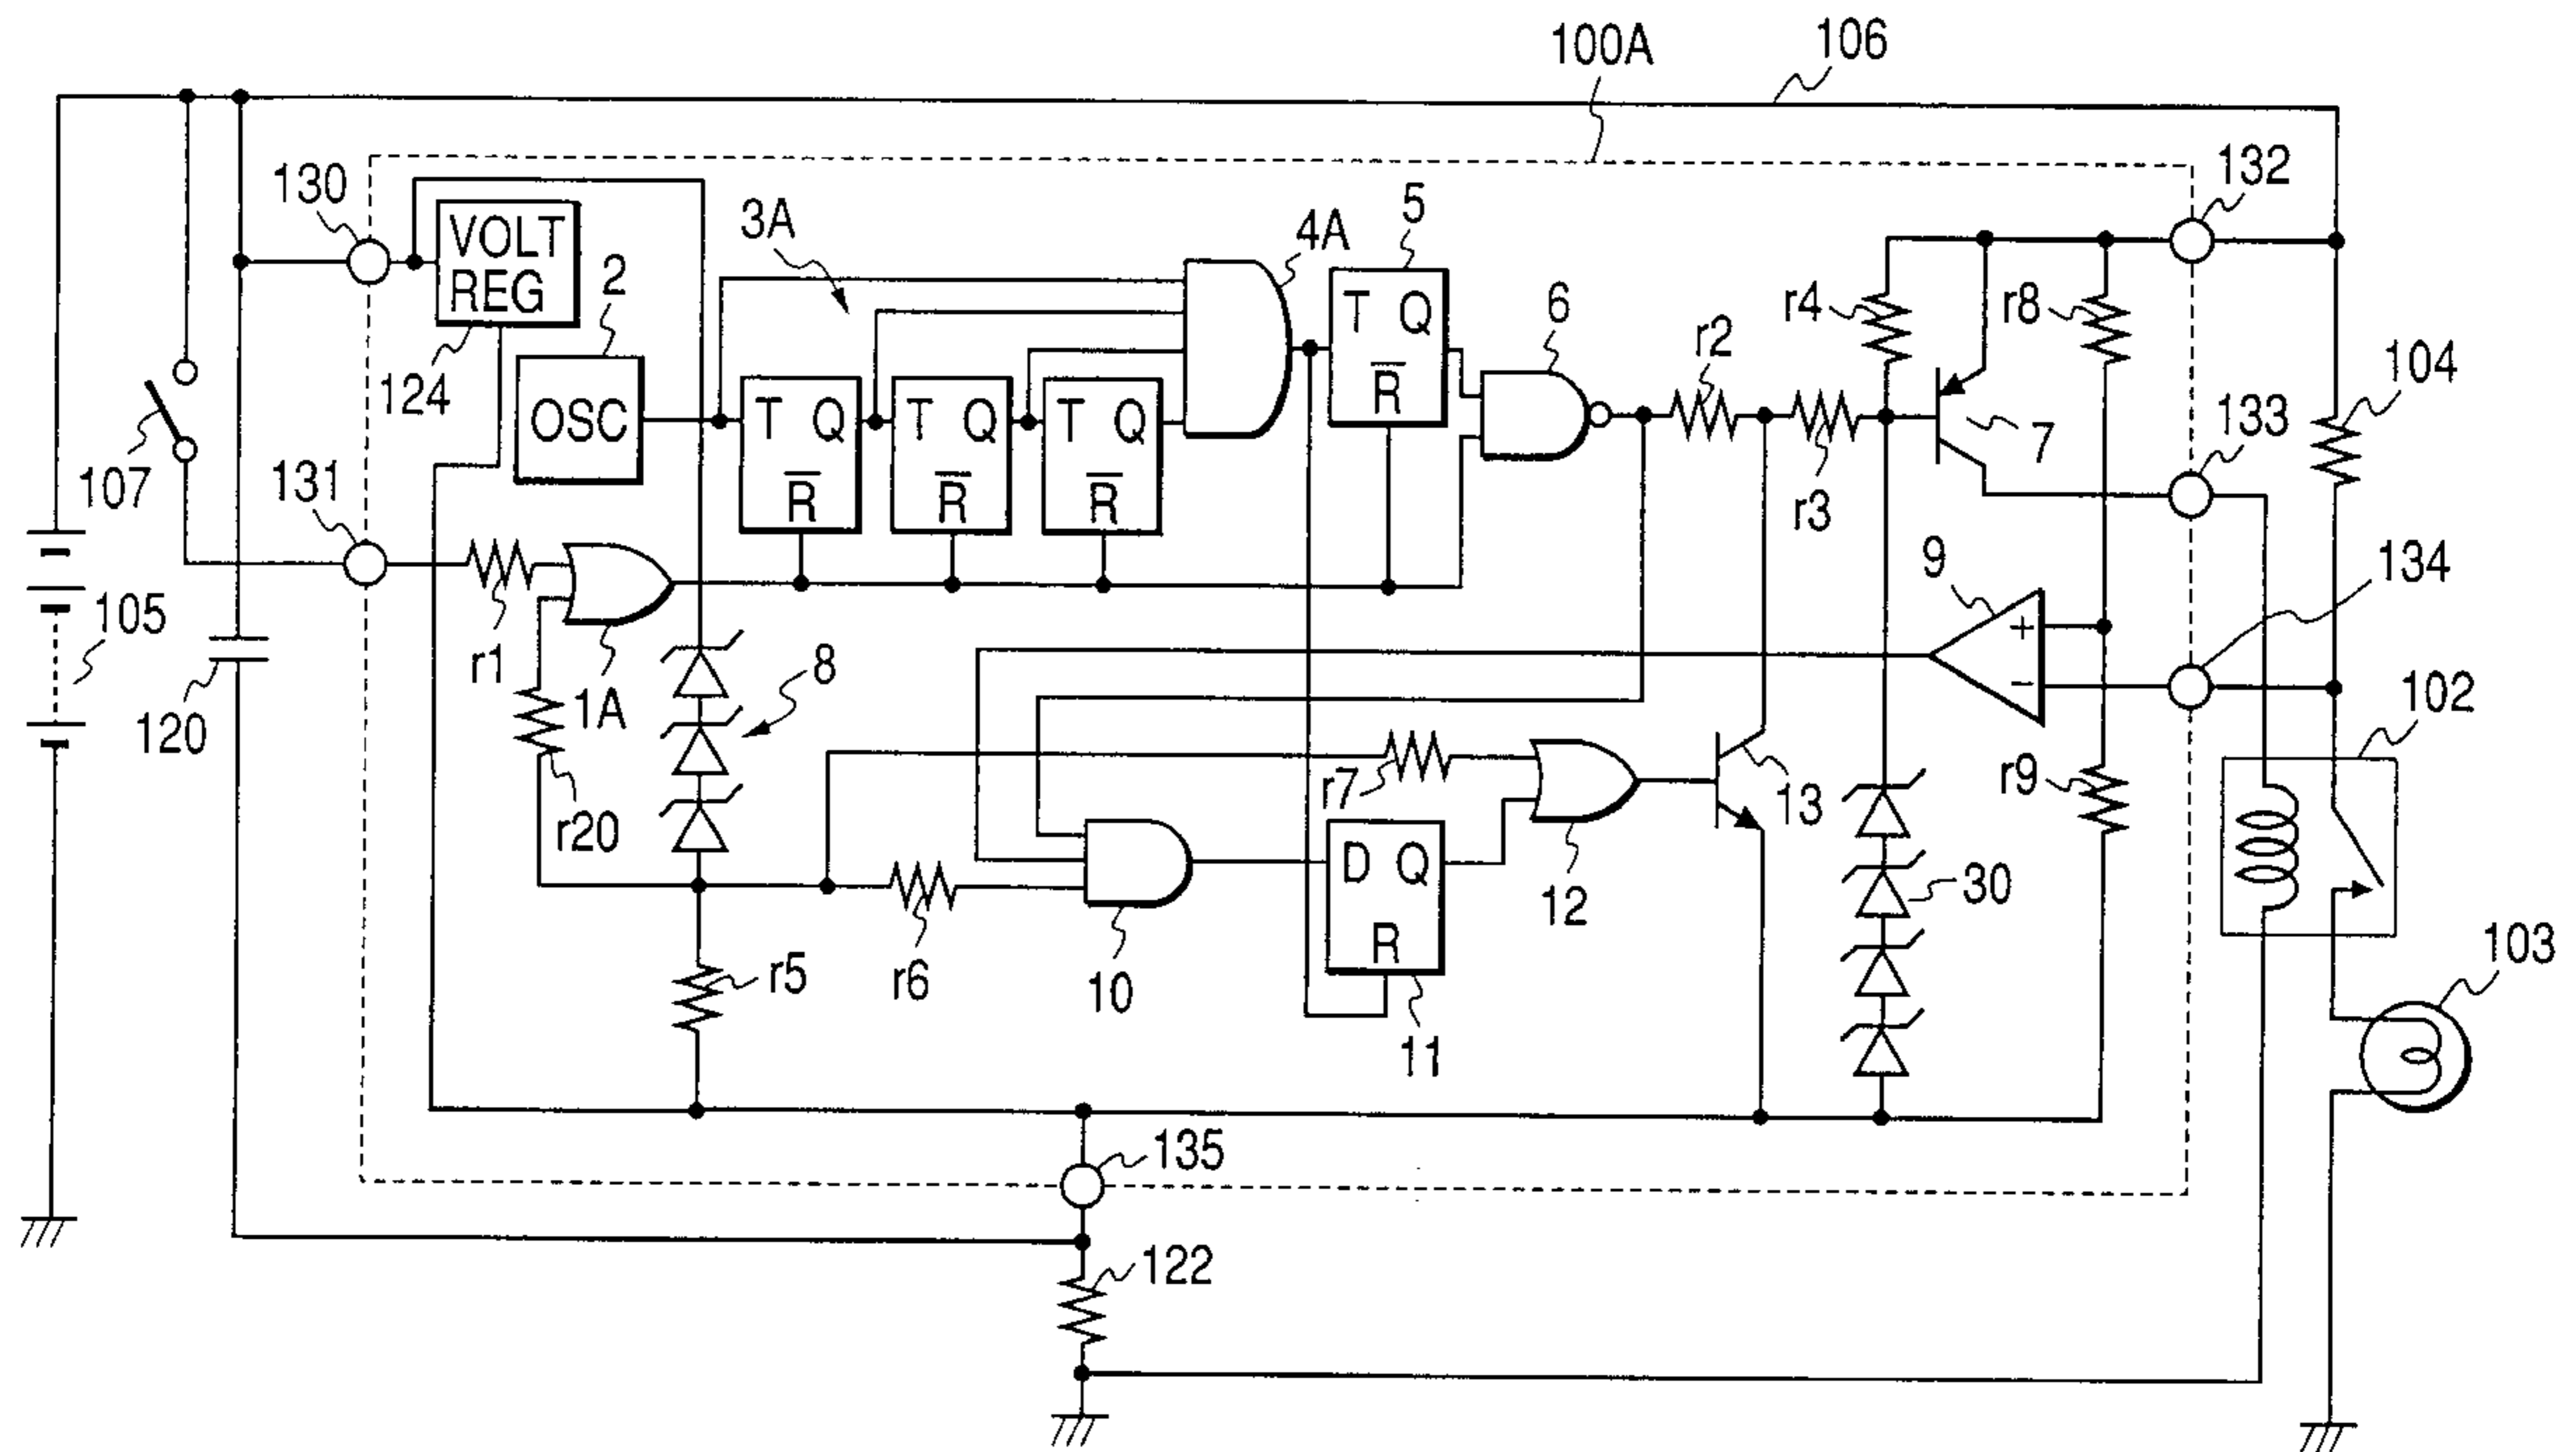 100A
106
130
VOLT
REG
124
2
OSC
3A
4A
5
T Q
R̅
6
r2
r4
r8
132
104
107
131
T Q
R̅
T Q
R̅
T Q
R̅
r3
7
133
105
120
r1
1A
8
9
+
−
134
102
r20
r7
12
13
r9
r5
r6
10
D Q
R
11
30
103
135
122